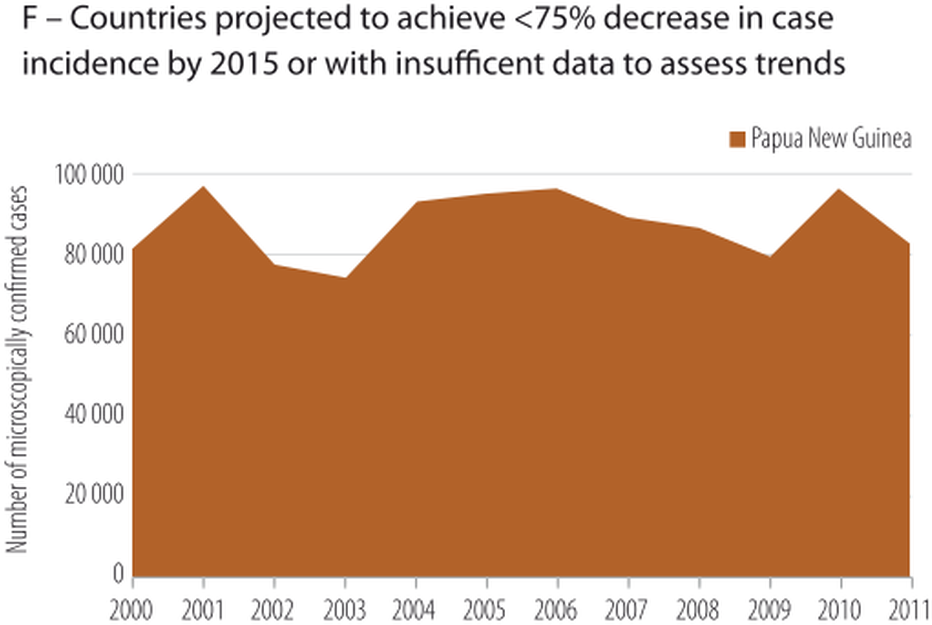 F – Countries projected to achieve <75% decrease in case
incidence by 2015 or with insufficent data to assess trends
Papua New Guinea
Number of microscopically confirmed cases
100 000
80 000
60 000
40 000
20 000
0
2000 2001 2002 2003 2004 2005 2006 2007 2008 2009 2010 2011